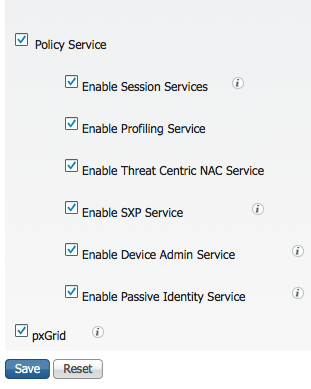 Policy Service
Enable Session Services i
Enable Profiling Service
Enable Threat Centric NAC Service
Enable SXP Service i
Enable Device Admin Service i
Enable Passive Identity Service i
pxGrid i
Save Reset